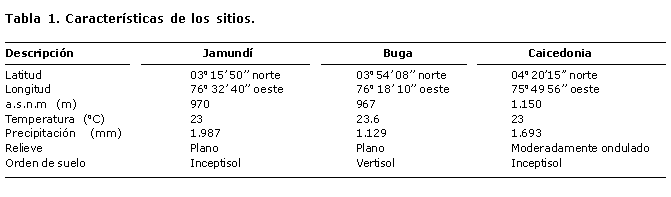 Tabla 1. Características de los sitios.
Descripción Jamundí Buga Caicedonia
Latitud 03º 15’50’’ norte 03º 54’08’’ norte 04º 20’15’’ norte
Longitud 76º 32’40’’ oeste 76º 18’10’’ oeste 75º 49 56’’ oeste
a.s.n.m (m) 970 967 1.150
Temperatura (ºC) 23 23.6 23
Precipitación (mm) 1.987 1.129 1.693
Relieve Plano Plano Moderadamente ondulado
Orden de suelo Inceptisol Vertisol Inceptisol